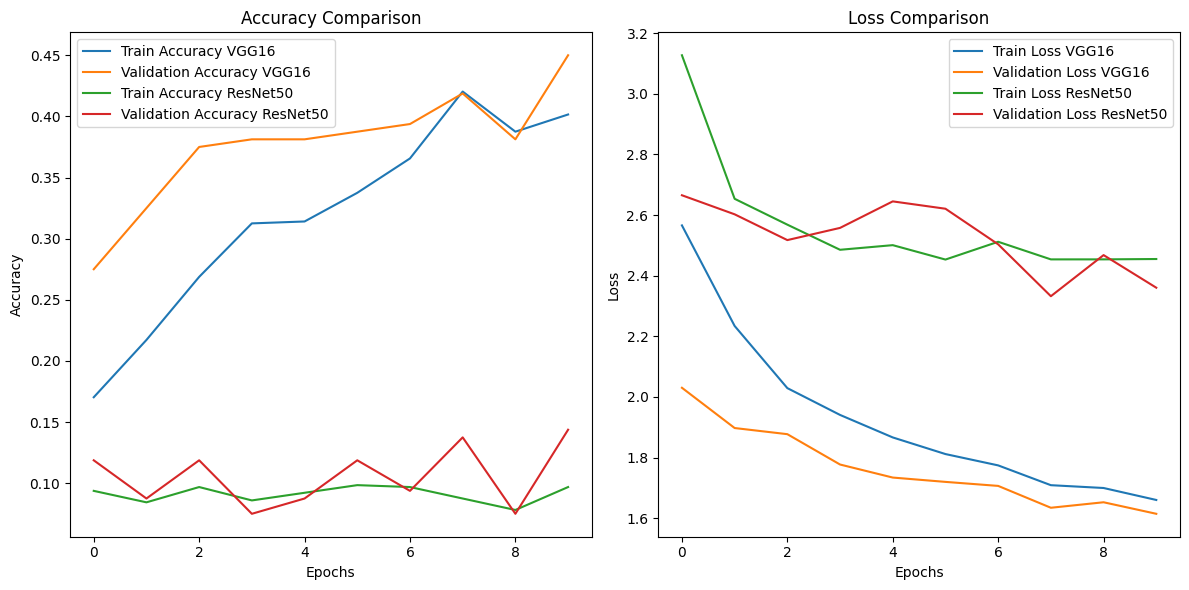 Accuracy Comparison
Train Accuracy VGG16
Validation Accuracy VGG16
Train Accuracy ResNet50
Validation Accuracy ResNet50
0.45
0.40
0.35
0.30
0.25
0.20
0.15
0.10
Accuracy
0 2 4 6 8
Epochs
Loss Comparison
Train Loss VGG16
Validation Loss VGG16
Train Loss ResNet50
Validation Loss ResNet50
3.2
3.0
2.8
2.6
2.4
2.2
2.0
1.8
1.6
Loss
0 2 4 6 8
Epochs